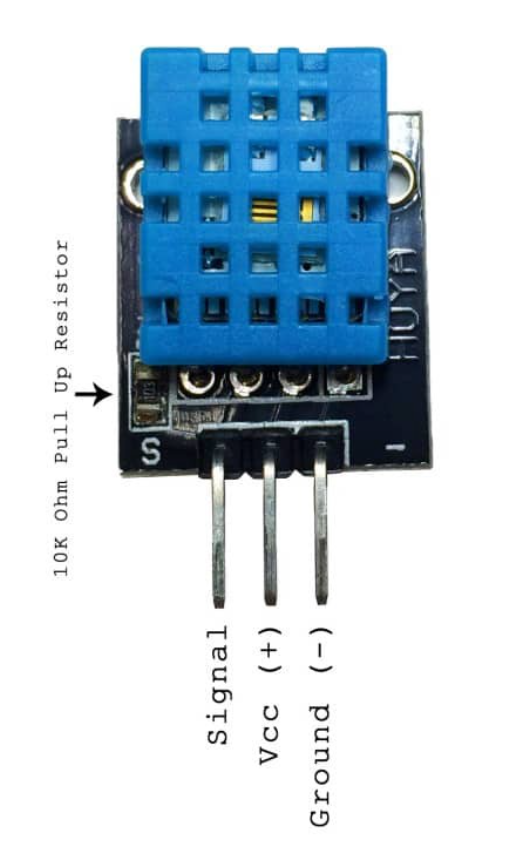 10K Ohm Pull Up Resistor
S
-
Signal
Vcc (+)
Ground (-)